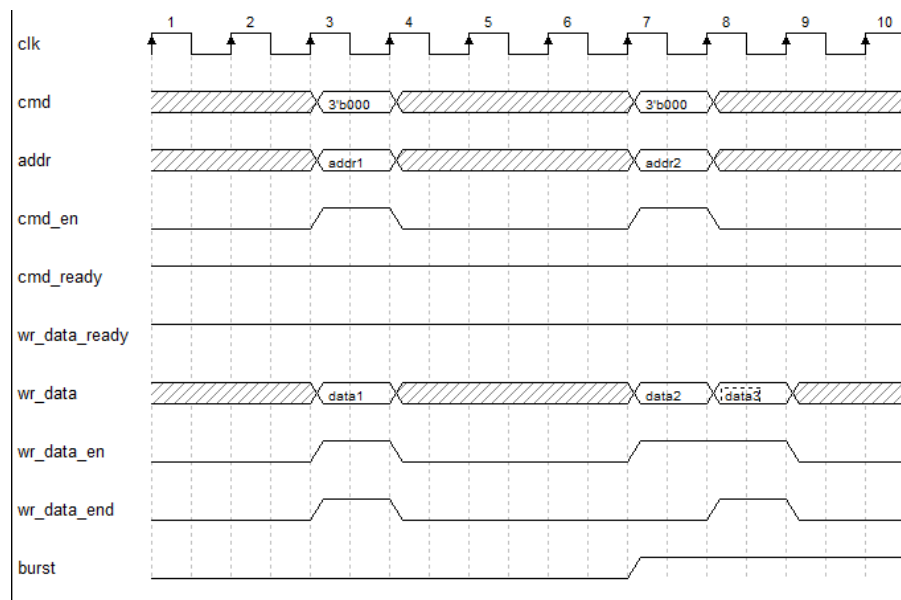 1 2 3 4 5 6 7 8 9 10
clk
cmd 3'b000 3'b000
addr addr1 addr2
cmd_en
cmd_ready
wr_data_ready
wr_data data1 data2 data3
wr_data_en
wr_data_end
burst